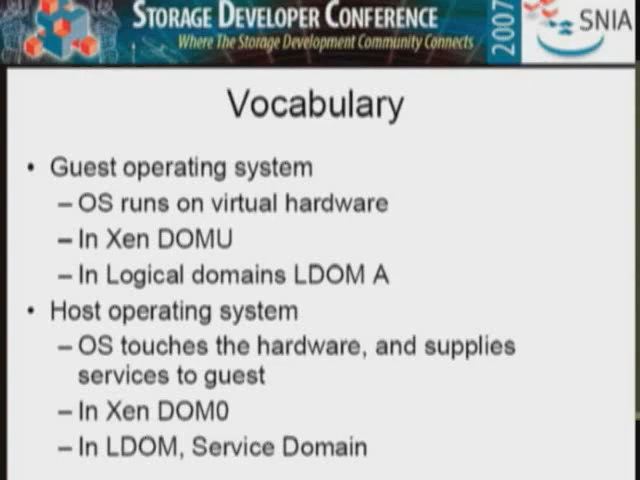 STORAGE DEVELOPER CONFERENCE
Where The Storage Development Community Connects
2007
SNIA
Vocabulary
• Guest operating system
– OS runs on virtual hardware
– In Xen DOMU
– In Logical domains LDOM A
• Host operating system
– OS touches the hardware, and supplies
services to guest
– In Xen DOM0
– In LDOM, Service Domain